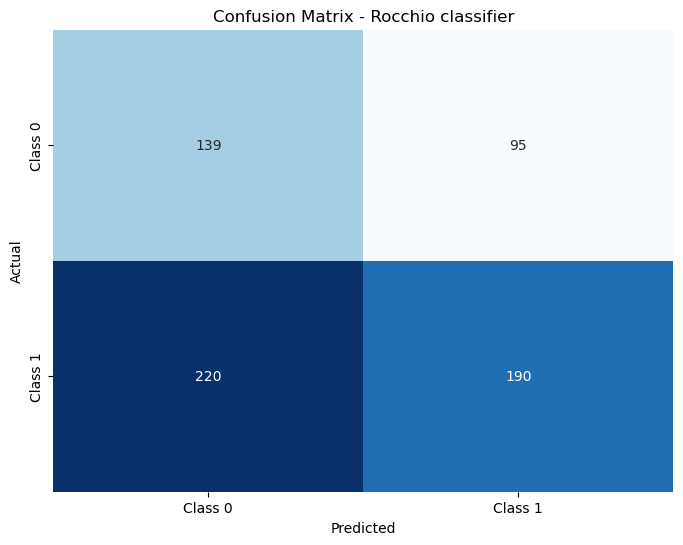 Confusion Matrix - Rocchio classifier
Class 0
139
95
Actual
Class 1
220
190
Class 0
Class 1
Predicted